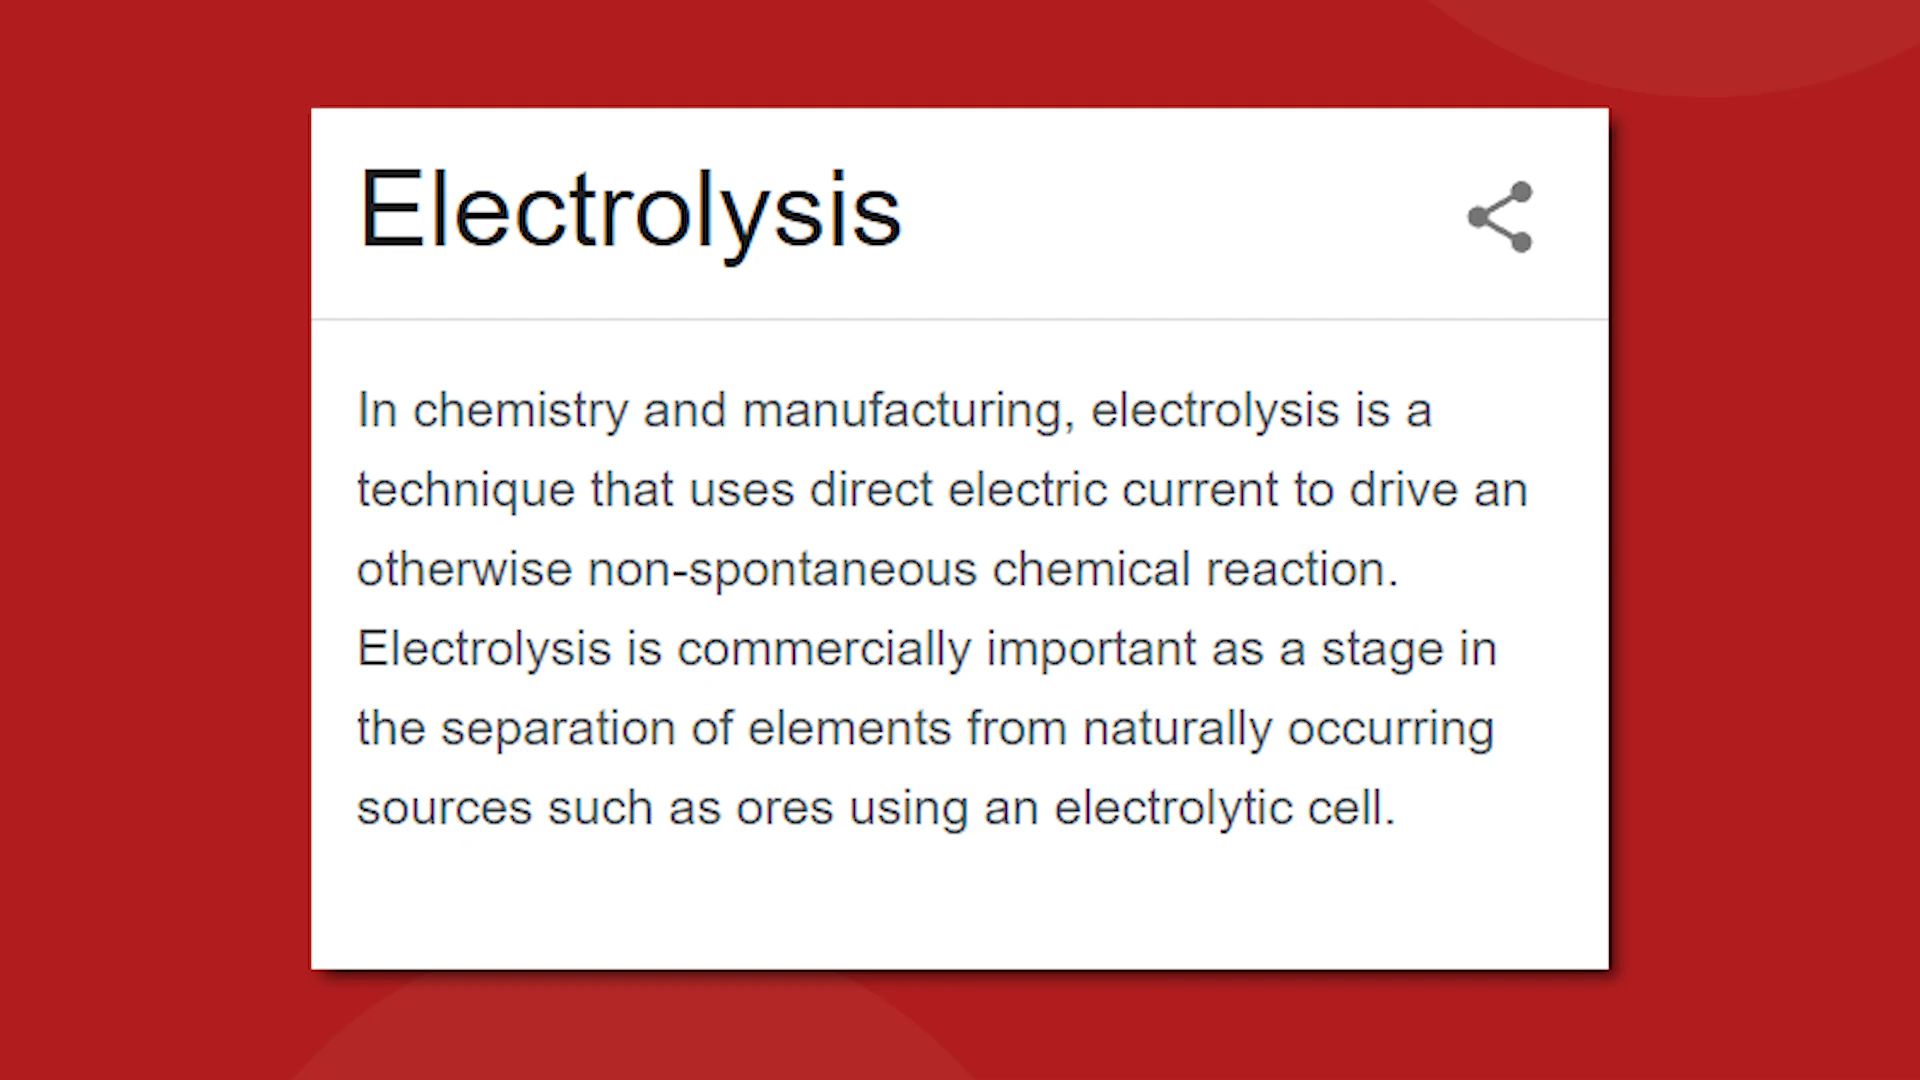 Electrolysis
In chemistry and manufacturing, electrolysis is a
technique that uses direct electric current to drive an
otherwise non-spontaneous chemical reaction.
Electrolysis is commercially important as a stage in
the separation of elements from naturally occurring
sources such as ores using an electrolytic cell.